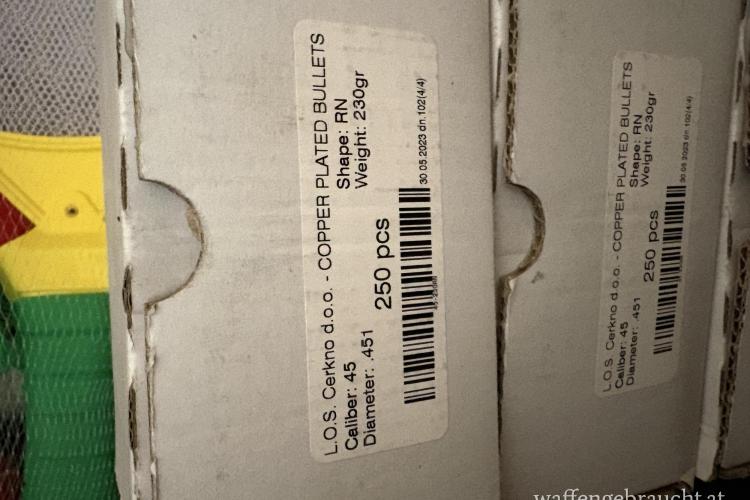 L.O.S. Cerkno d.o.o. - COPPER PLATED BULLETS
Caliber: 45 Shape: RN
Diameter: .451 Weight: 230gr
250 pcs
30.05.2023 dn.102(4/4)
L.O.S. Cerkno d.o.o. - COPPER PLATED BULLETS
Caliber: 45 Shape: RN
Diameter: .451 Weight: 230gr
250 pcs
30.05.2023 dn.102(4/4)
waffengebraucht.at